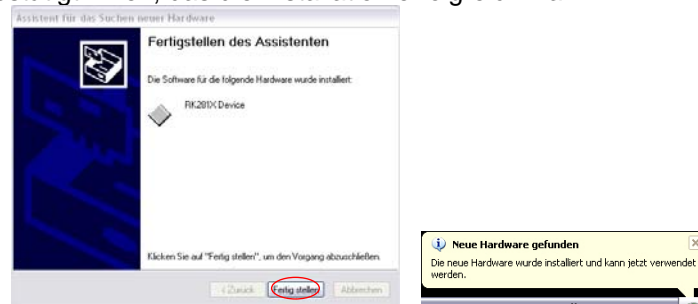 Assistent für das Suchen neuer Hardware
Fertigstellen des Assistenten
Die Software für die folgende Hardware wurde installiert:
RK281X Device
Klicken Sie auf "Fertig stellen", um den Vorgang abzuschließen.
< Zurück Fertig stellen Abbrechen
Neue Hardware gefunden
Die neue Hardware wurde installiert und kann jetzt verwendet
werden.